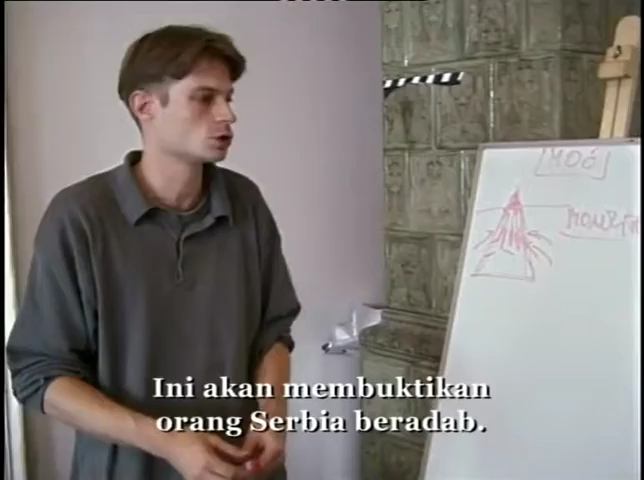 MOĆ
Ini akan membuktikan
orang Serbia beradab.